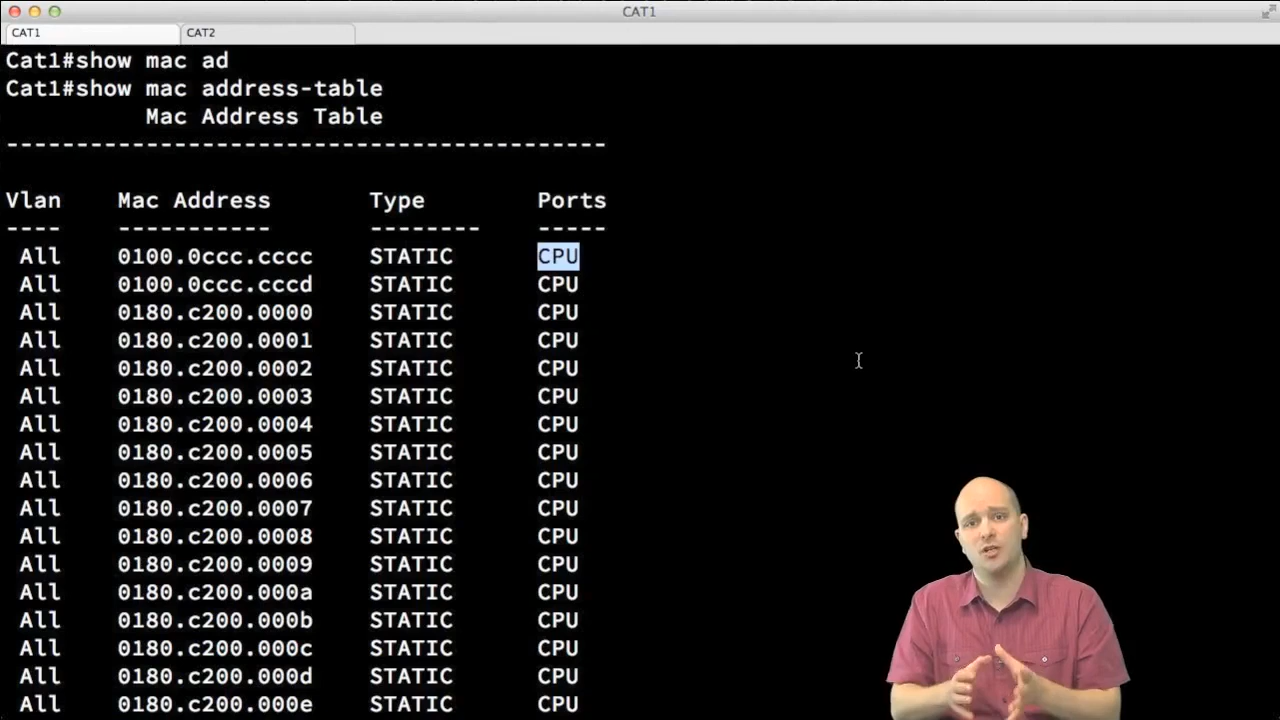 CAT1
CAT1 CAT2
Cat1#show mac ad
Cat1#show mac address-table
Mac Address Table
-------------------------------------------
Vlan Mac Address Type Ports
---- ----------- -------- -----
All 0100.0ccc.cccc STATIC CPU
All 0100.0ccc.cccd STATIC CPU
All 0180.c200.0000 STATIC CPU
All 0180.c200.0001 STATIC CPU
All 0180.c200.0002 STATIC CPU
All 0180.c200.0003 STATIC CPU
All 0180.c200.0004 STATIC CPU
All 0180.c200.0005 STATIC CPU
All 0180.c200.0006 STATIC CPU
All 0180.c200.0007 STATIC CPU
All 0180.c200.0008 STATIC CPU
All 0180.c200.0009 STATIC CPU
All 0180.c200.000a STATIC CPU
All 0180.c200.000b STATIC CPU
All 0180.c200.000c STATIC CPU
All 0180.c200.000d STATIC CPU
All 0180.c200.000e STATIC CPU